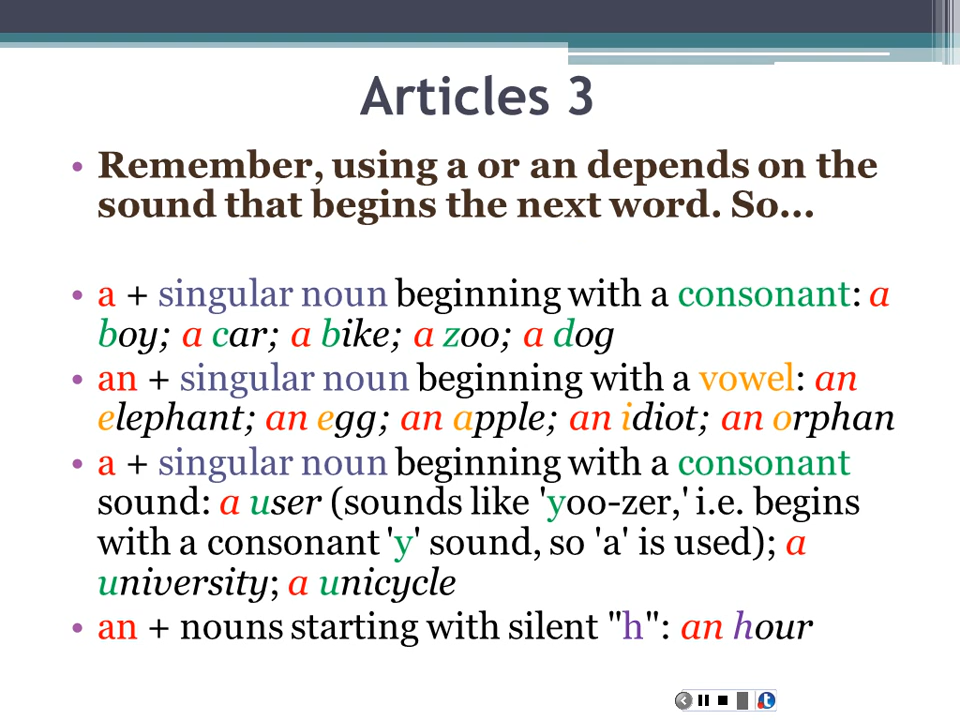 Articles 3
• Remember, using a or an depends on the
sound that begins the next word. So...
• a + singular noun beginning with a consonant: a
boy; a car; a bike; a zoo; a dog
• an + singular noun beginning with a vowel: an
elephant; an egg; an apple; an idiot; an orphan
• a + singular noun beginning with a consonant
sound: a user (sounds like 'yoo-zer,' i.e. begins
with a consonant 'y' sound, so 'a' is used); a
university; a unicycle
• an + nouns starting with silent "h": an hour
t